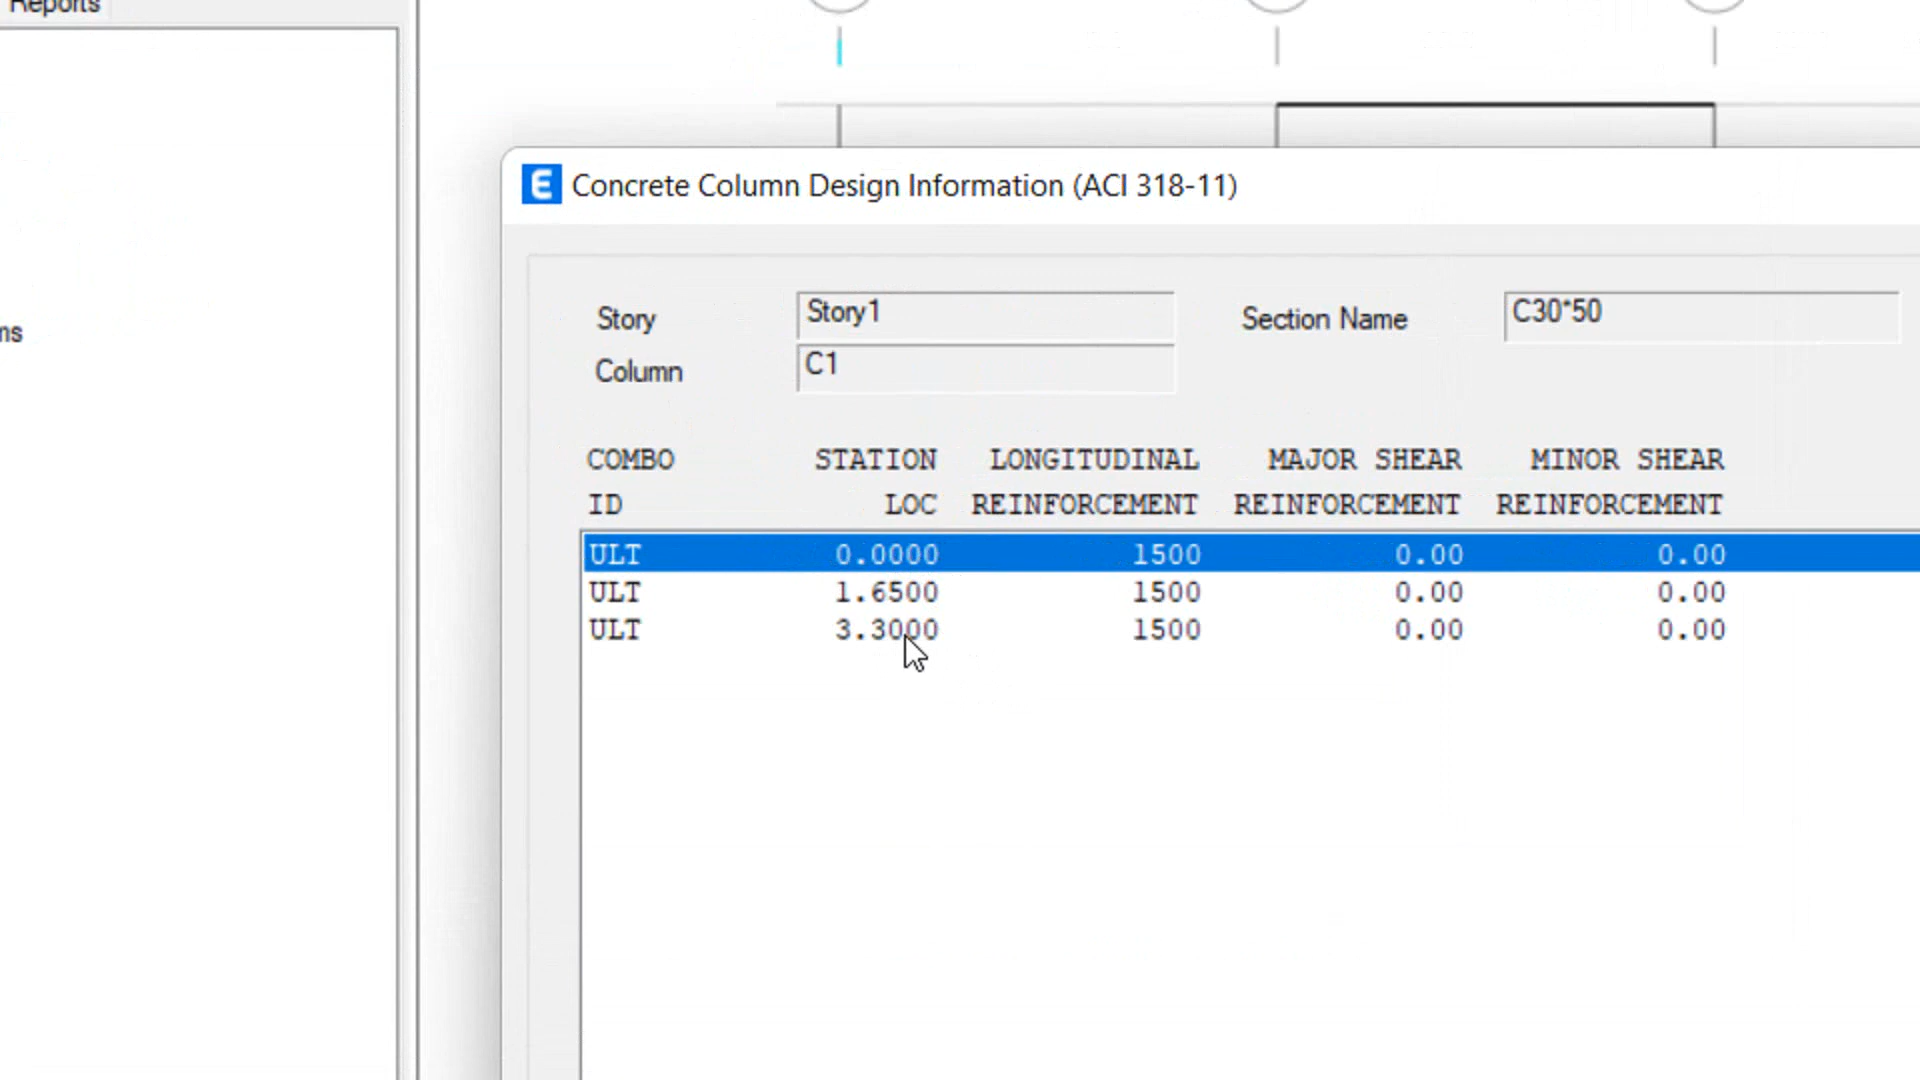 Reports
ms
Concrete Column Design Information (ACI 318-11)
Story Story1 Section Name C30*50
Column C1
COMBO STATION LONGITUDINAL MAJOR SHEAR MINOR SHEAR
ID LOC REINFORCEMENT REINFORCEMENT REINFORCEMENT
ULT 0.0000 1500 0.00 0.00
ULT 1.6500 1500 0.00 0.00
ULT 3.3000 1500 0.00 0.00